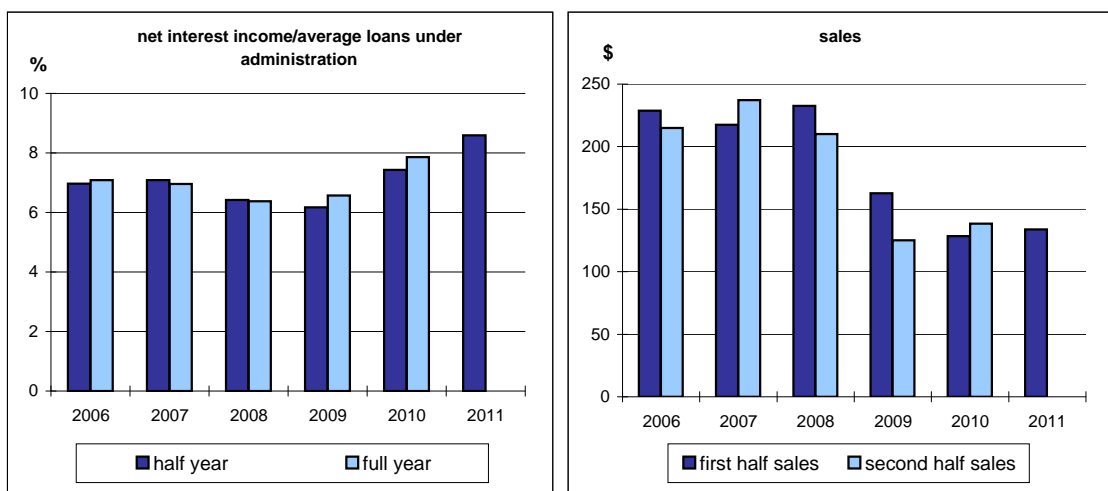 net interest income/average loans under
administration
%
10
8
6
4
2
0
2006 2007 2008 2009 2010 2011
half year full year
sales
$
250
200
150
100
50
0
2006 2007 2008 2009 2010 2011
first half sales second half sales